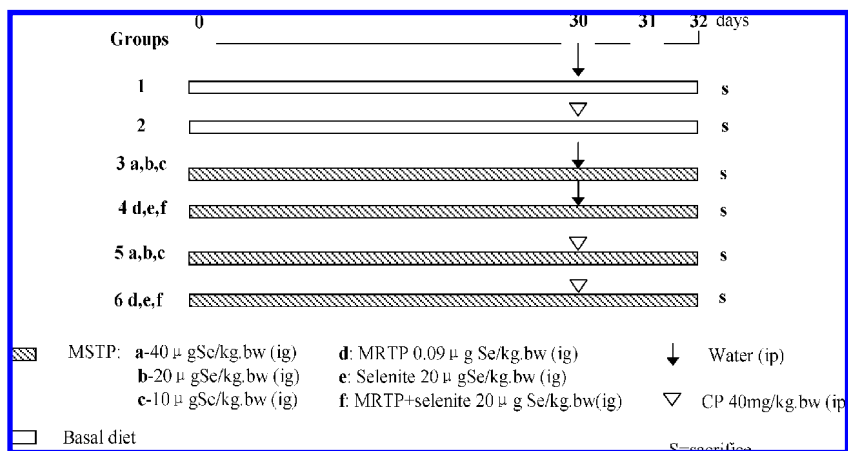 0 30 31 32 days
Groups
1 s
2 s
3 a,b,c s
4 d,e,f s
5 a,b,c s
6 d,e,f s
MSTP: a-40 μ gSe/kg.bw (ig) d: MRTP 0.09 μ g Se/kg.bw (ig) Water (ip)
b-20 μ gSe/kg.bw (ig) e: Selenite 20 μ gSe/kg.bw (ig)
c-10 μ gSe/kg.bw (ig) f: MRTP+selenite 20 μ g Se/kg.bw(ig) CP 40mg/kg.bw (ip
Basal diet
S=sacrifice